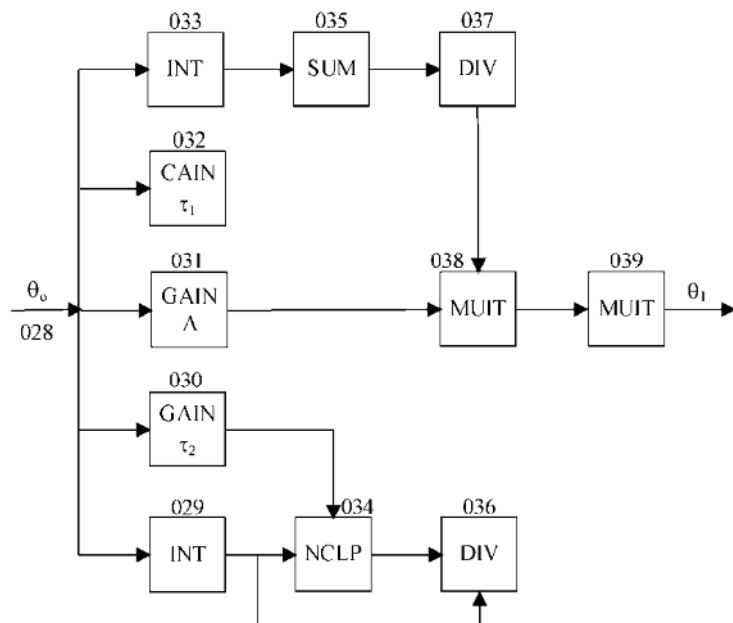 033
INT
035
SUM
037
DIV
032
CAIN
τ₁
031
GAIN
A
038
MUIT
039
MUIT
θ₁
θₒ
028
030
GAIN
τ₂
029
INT
034
NCLP
036
DIV